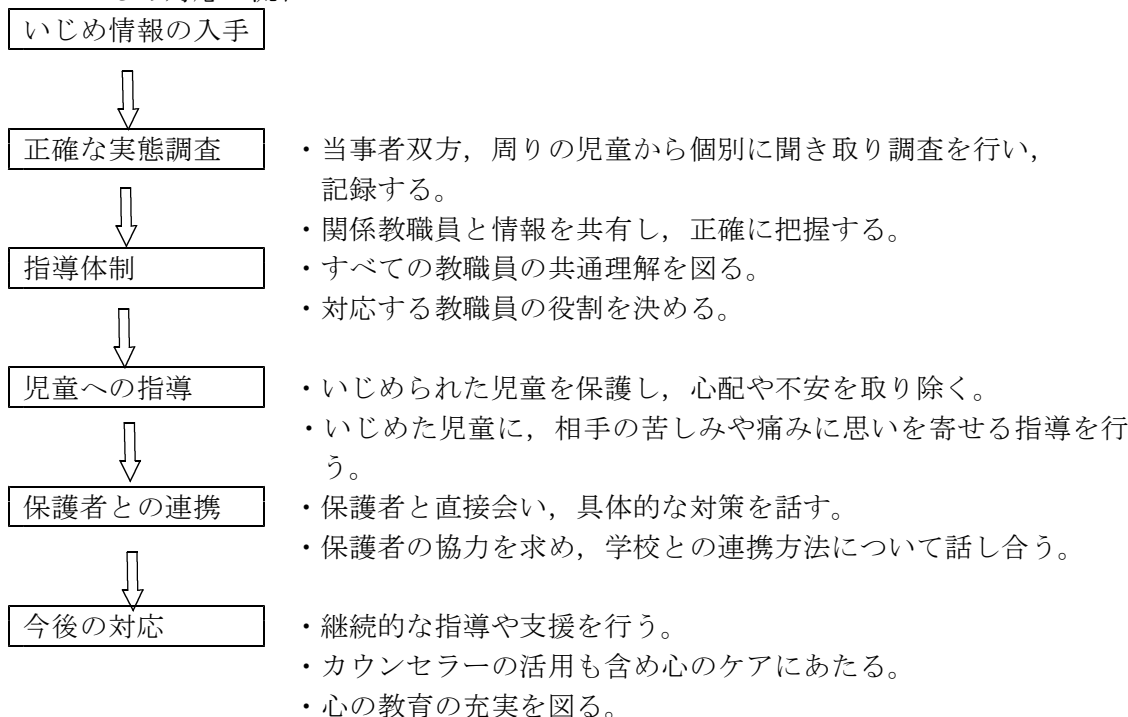 いじめ情報の入手
正確な実態調査
・当事者双方，周りの児童から個別に聞き取り調査を行い，
記録する。
・関係教職員と情報を共有し，正確に把握する。
指導体制
・すべての教職員の共通理解を図る。
・対応する教職員の役割を決める。
児童への指導
・いじめられた児童を保護し，心配や不安を取り除く。
・いじめた児童に，相手の苦しみや痛みに思いを寄せる指導を行
う。
保護者との連携
・保護者と直接会い，具体的な対策を話す。
・保護者の協力を求め，学校との連携方法について話し合う。
今後の対応
・継続的な指導や支援を行う。
・カウンセラーの活用も含め心のケアにあたる。
・心の教育の充実を図る。